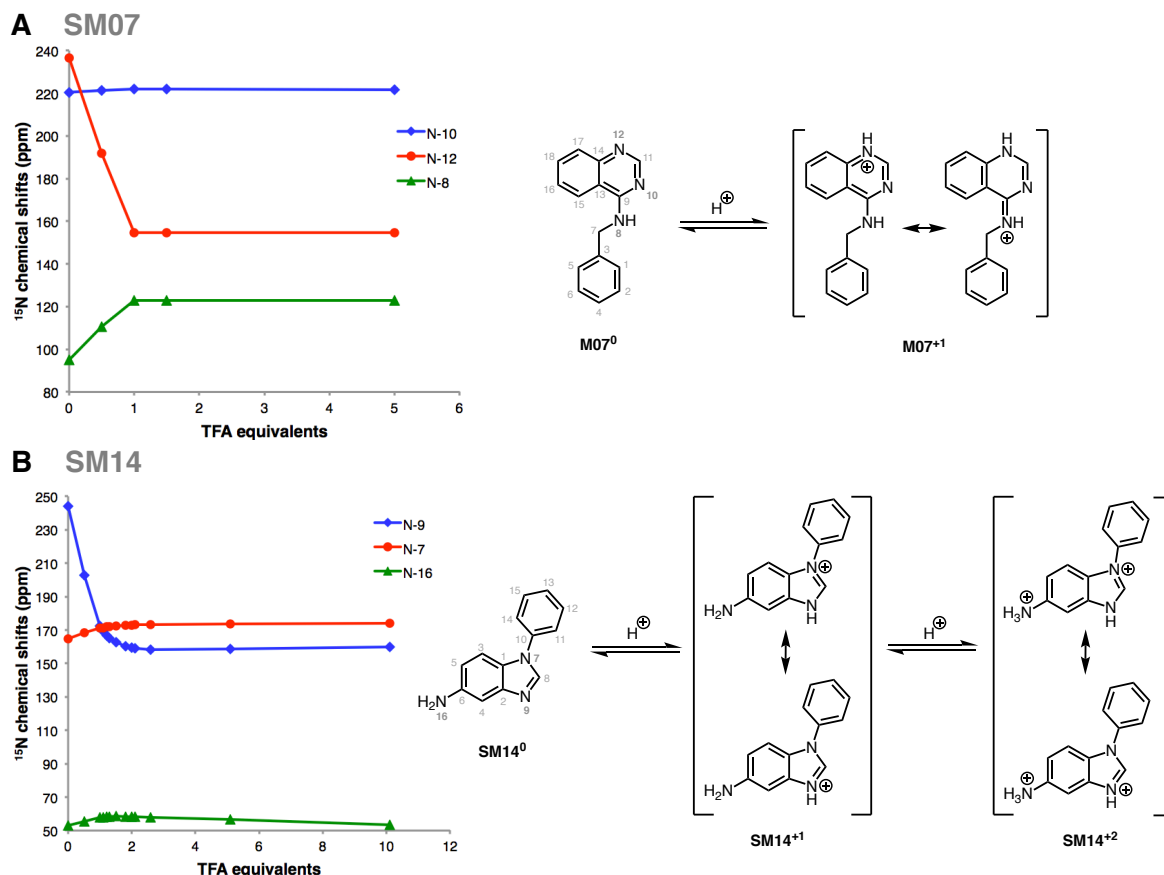 A SM07
240
220
200
180
160
140
120
100
80
0 1 2 3 4 5 6
¹⁵N chemical shifts (ppm)
TFA equivalents
N-10
N-12
N-8
17 12
18 14 N 11
16 13 N
15 9 10
NH
7 8
3
5 1
6 2
4
M07⁰
H⊕
H
N
⊕
N
NH
H
N
N
NH
⊕
M07⁺¹
B SM14
250
230
210
190
170
150
130
110
90
70
50
0 2 4 6 8 10 12
¹⁵N chemical shifts (ppm)
TFA equivalents
N-9
N-7
N-16
13
15 12
14 11
10
3 N 7
5 1 8
H₂N 6 2 N
16 4 9
SM14⁰
H⊕
N⊕
H₂N N
H
N
H₂N N⊕
H
SM14⁺¹
H⊕
N⊕
⊕
H₃N N
H
N
⊕
H₃N N⊕
H
SM14⁺²